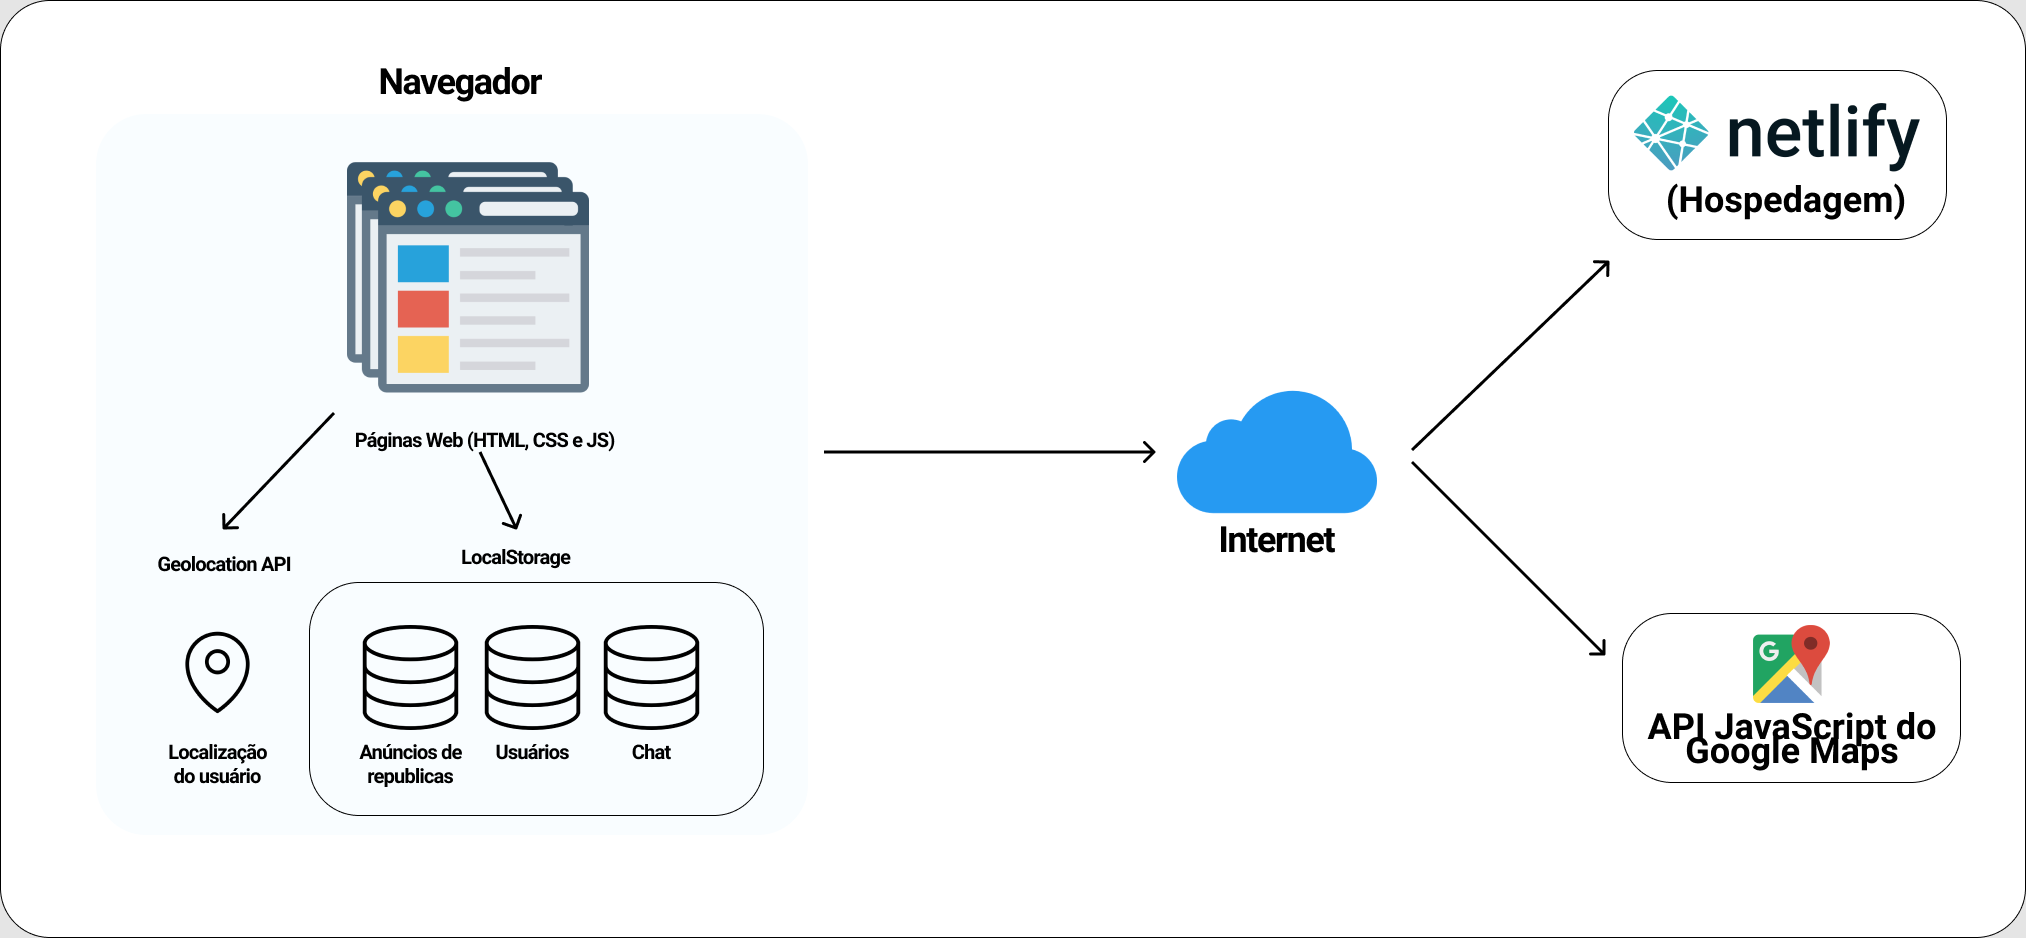 Navegador
Páginas Web (HTML, CSS e JS)
Geolocation API
LocalStorage
Localização
do usuário
Anúncios de
republicas
Usuários
Chat
Internet
netlify
(Hospedagem)
G
API JavaScript do
Google Maps